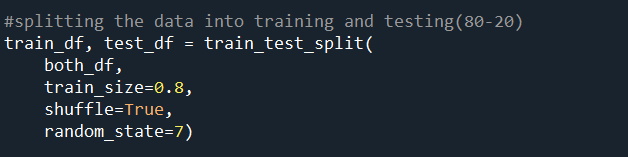 #splitting the data into training and testing(80-20)
train_df, test_df = train_test_split(
    both_df,
    train_size=0.8,
    shuffle=True,
    random_state=7)